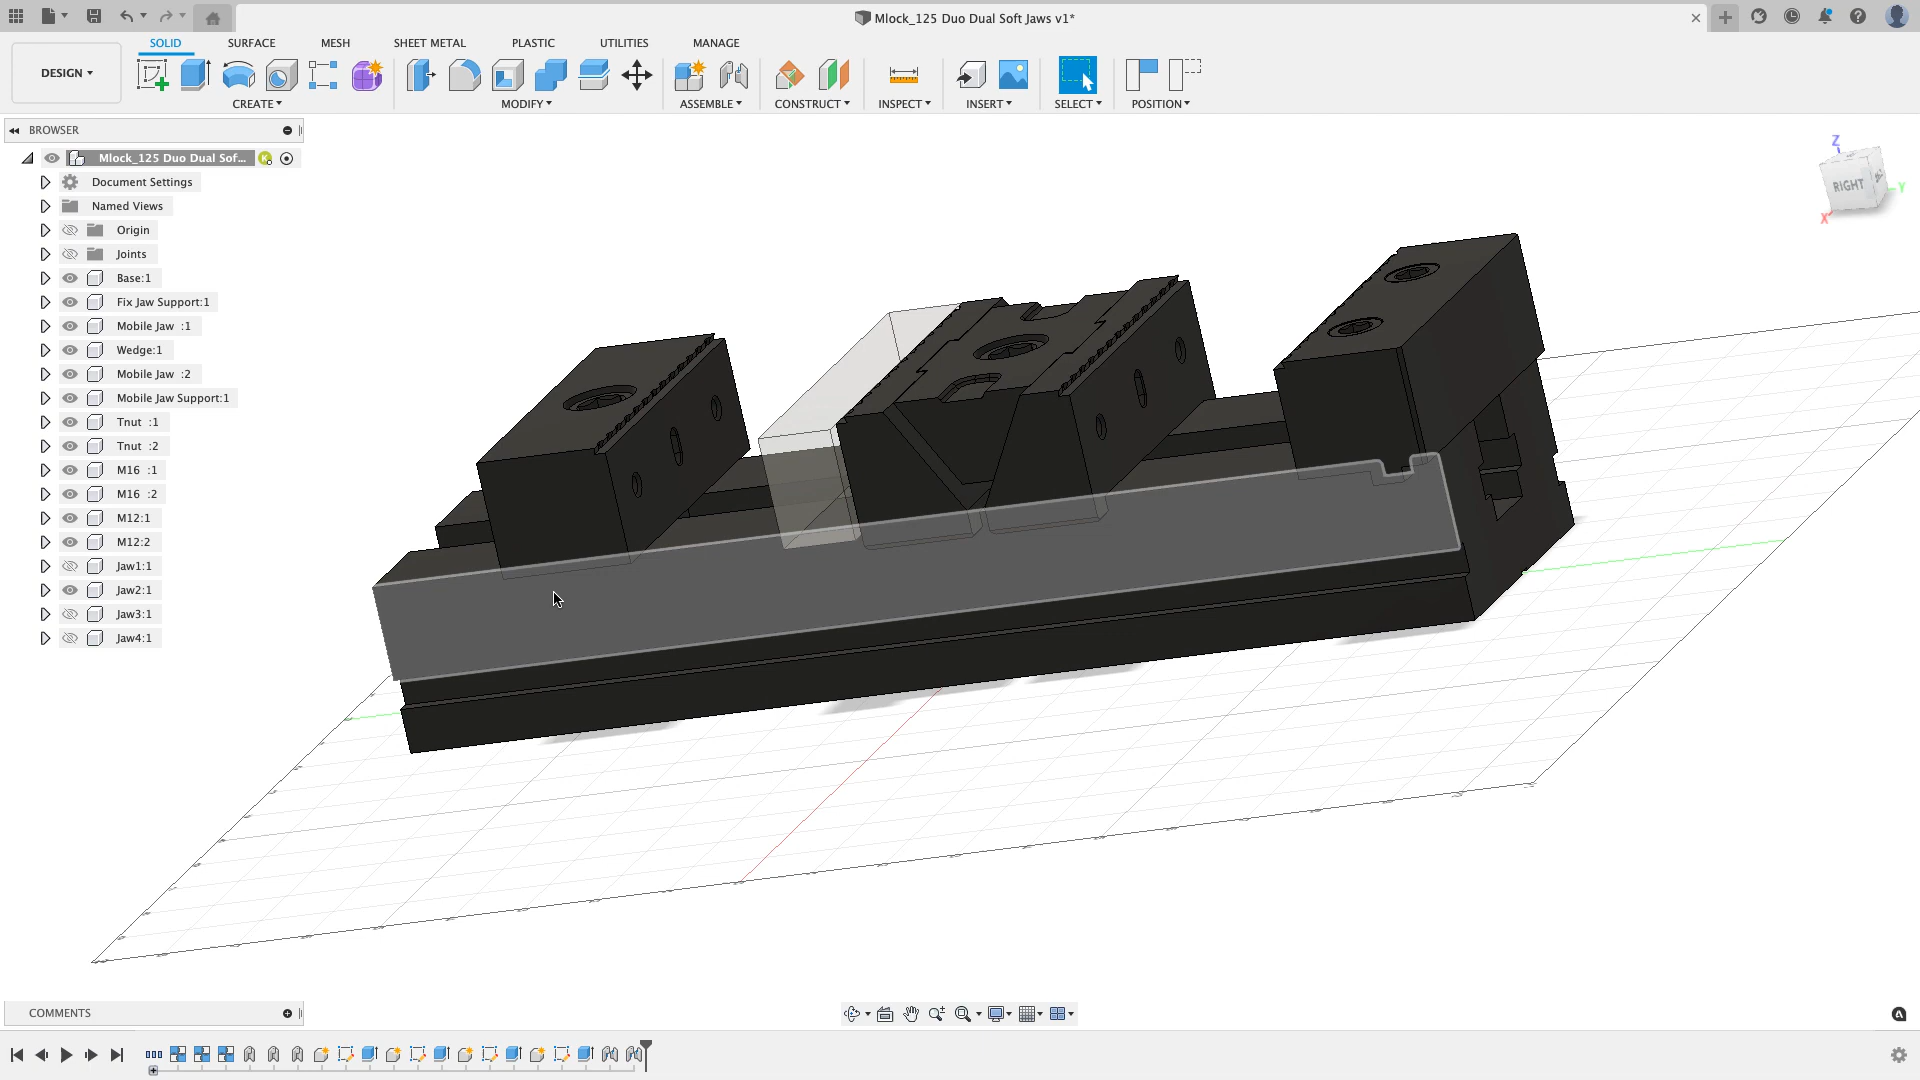 Mlock_125 Duo Dual Soft Jaws v1*
DESIGN
SOLID
SURFACE
MESH
SHEET METAL
PLASTIC
UTILITIES
MANAGE
CREATE
MODIFY
ASSEMBLE
CONSTRUCT
INSPECT
INSERT
SELECT
POSITION
BROWSER
Mlock_125 Duo Dual Sof...
Document Settings
Named Views
Origin
Joints
Base:1
Fix Jaw Support:1
Mobile Jaw :1
Wedge:1
Mobile Jaw :2
Mobile Jaw Support:1
Tnut :1
Tnut :2
M16 :1
M16 :2
M12:1
M12:2
Jaw1:1
Jaw2:1
Jaw3:1
Jaw4:1
Z
RIGHT
Y
X
COMMENTS